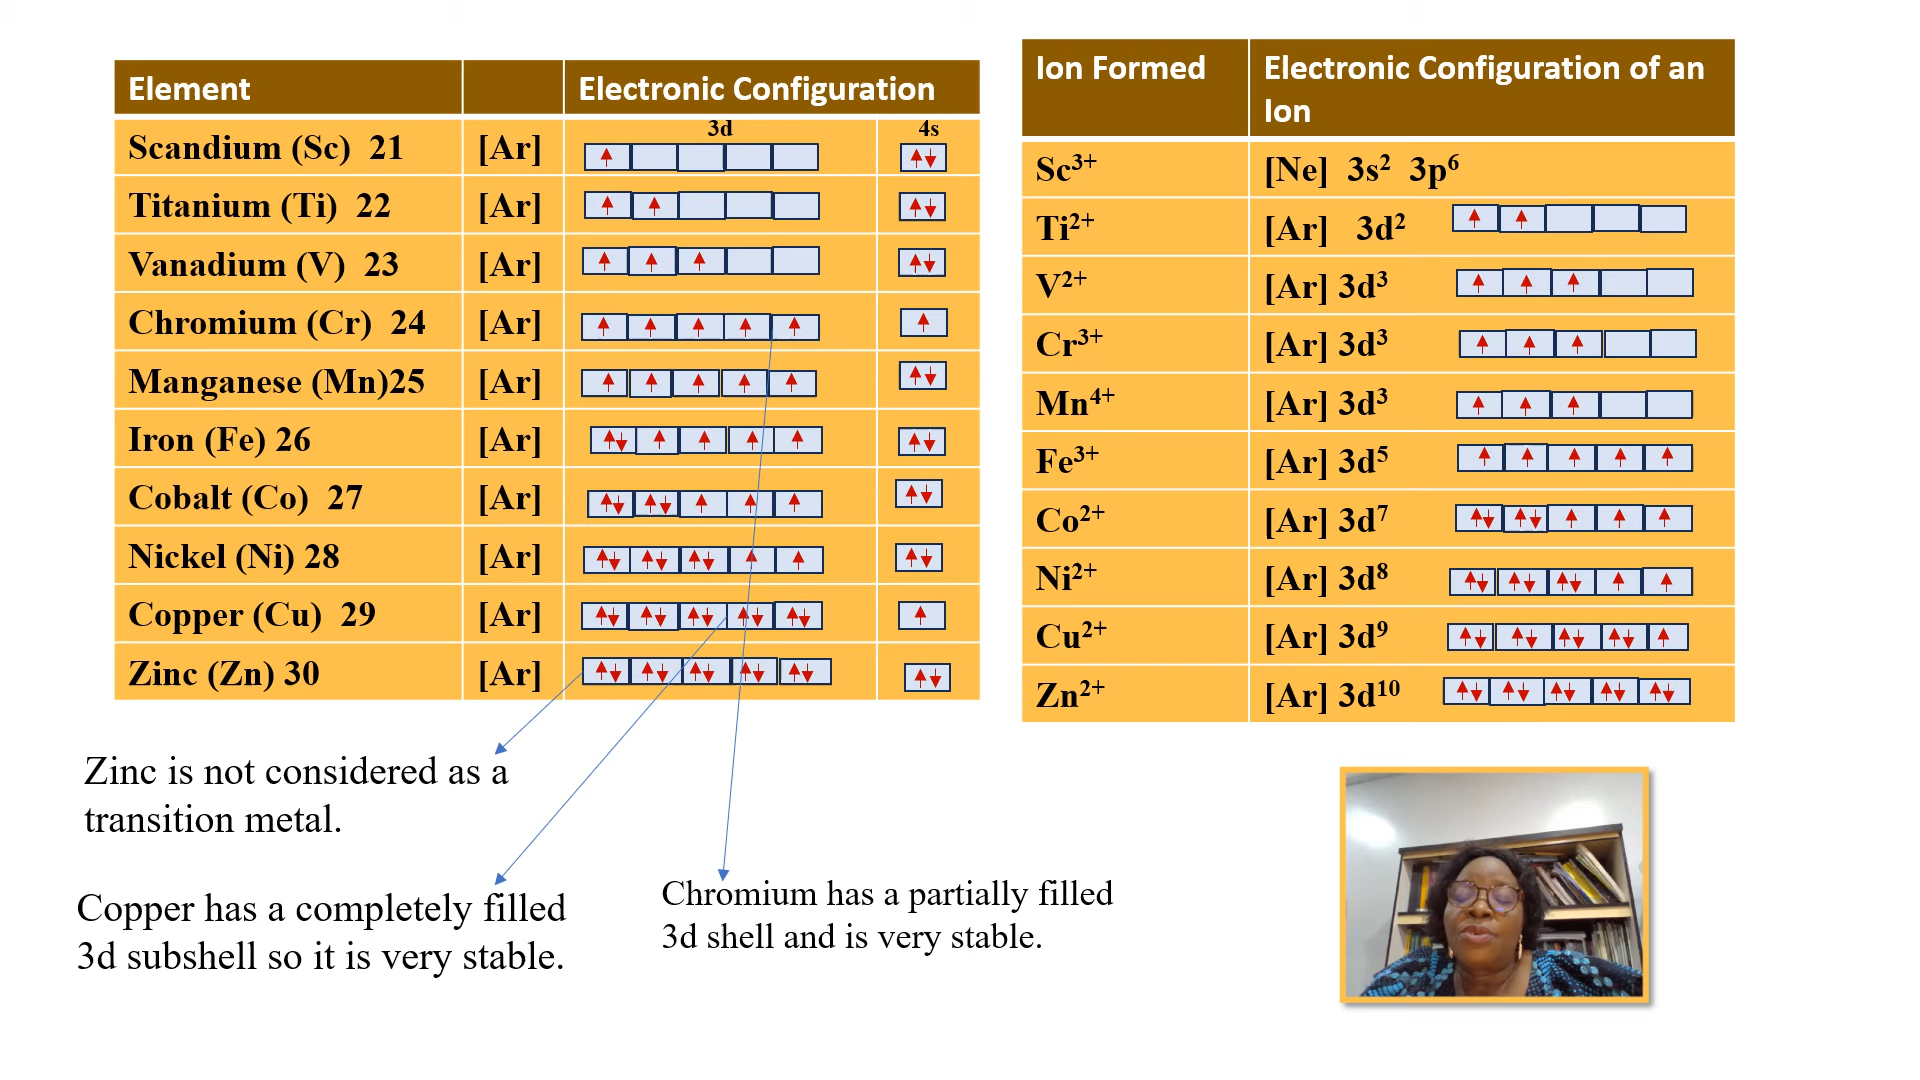 Element Electronic Configuration
3d 4s
Scandium (Sc) 21 [Ar]
Titanium (Ti) 22 [Ar]
Vanadium (V) 23 [Ar]
Chromium (Cr) 24 [Ar]
Manganese (Mn)25 [Ar]
Iron (Fe) 26 [Ar]
Cobalt (Co) 27 [Ar]
Nickel (Ni) 28 [Ar]
Copper (Cu) 29 [Ar]
Zinc (Zn) 30 [Ar]
Ion Formed Electronic Configuration of an
Ion
Sc³⁺ [Ne] 3s² 3p⁶
Ti²⁺ [Ar] 3d²
V²⁺ [Ar] 3d³
Cr³⁺ [Ar] 3d³
Mn⁴⁺ [Ar] 3d³
Fe³⁺ [Ar] 3d⁵
Co²⁺ [Ar] 3d⁷
Ni²⁺ [Ar] 3d⁸
Cu²⁺ [Ar] 3d⁹
Zn²⁺ [Ar] 3d¹⁰
Zinc is not considered as a
transition metal.
Copper has a completely filled
3d subshell so it is very stable.
Chromium has a partially filled
3d shell and is very stable.